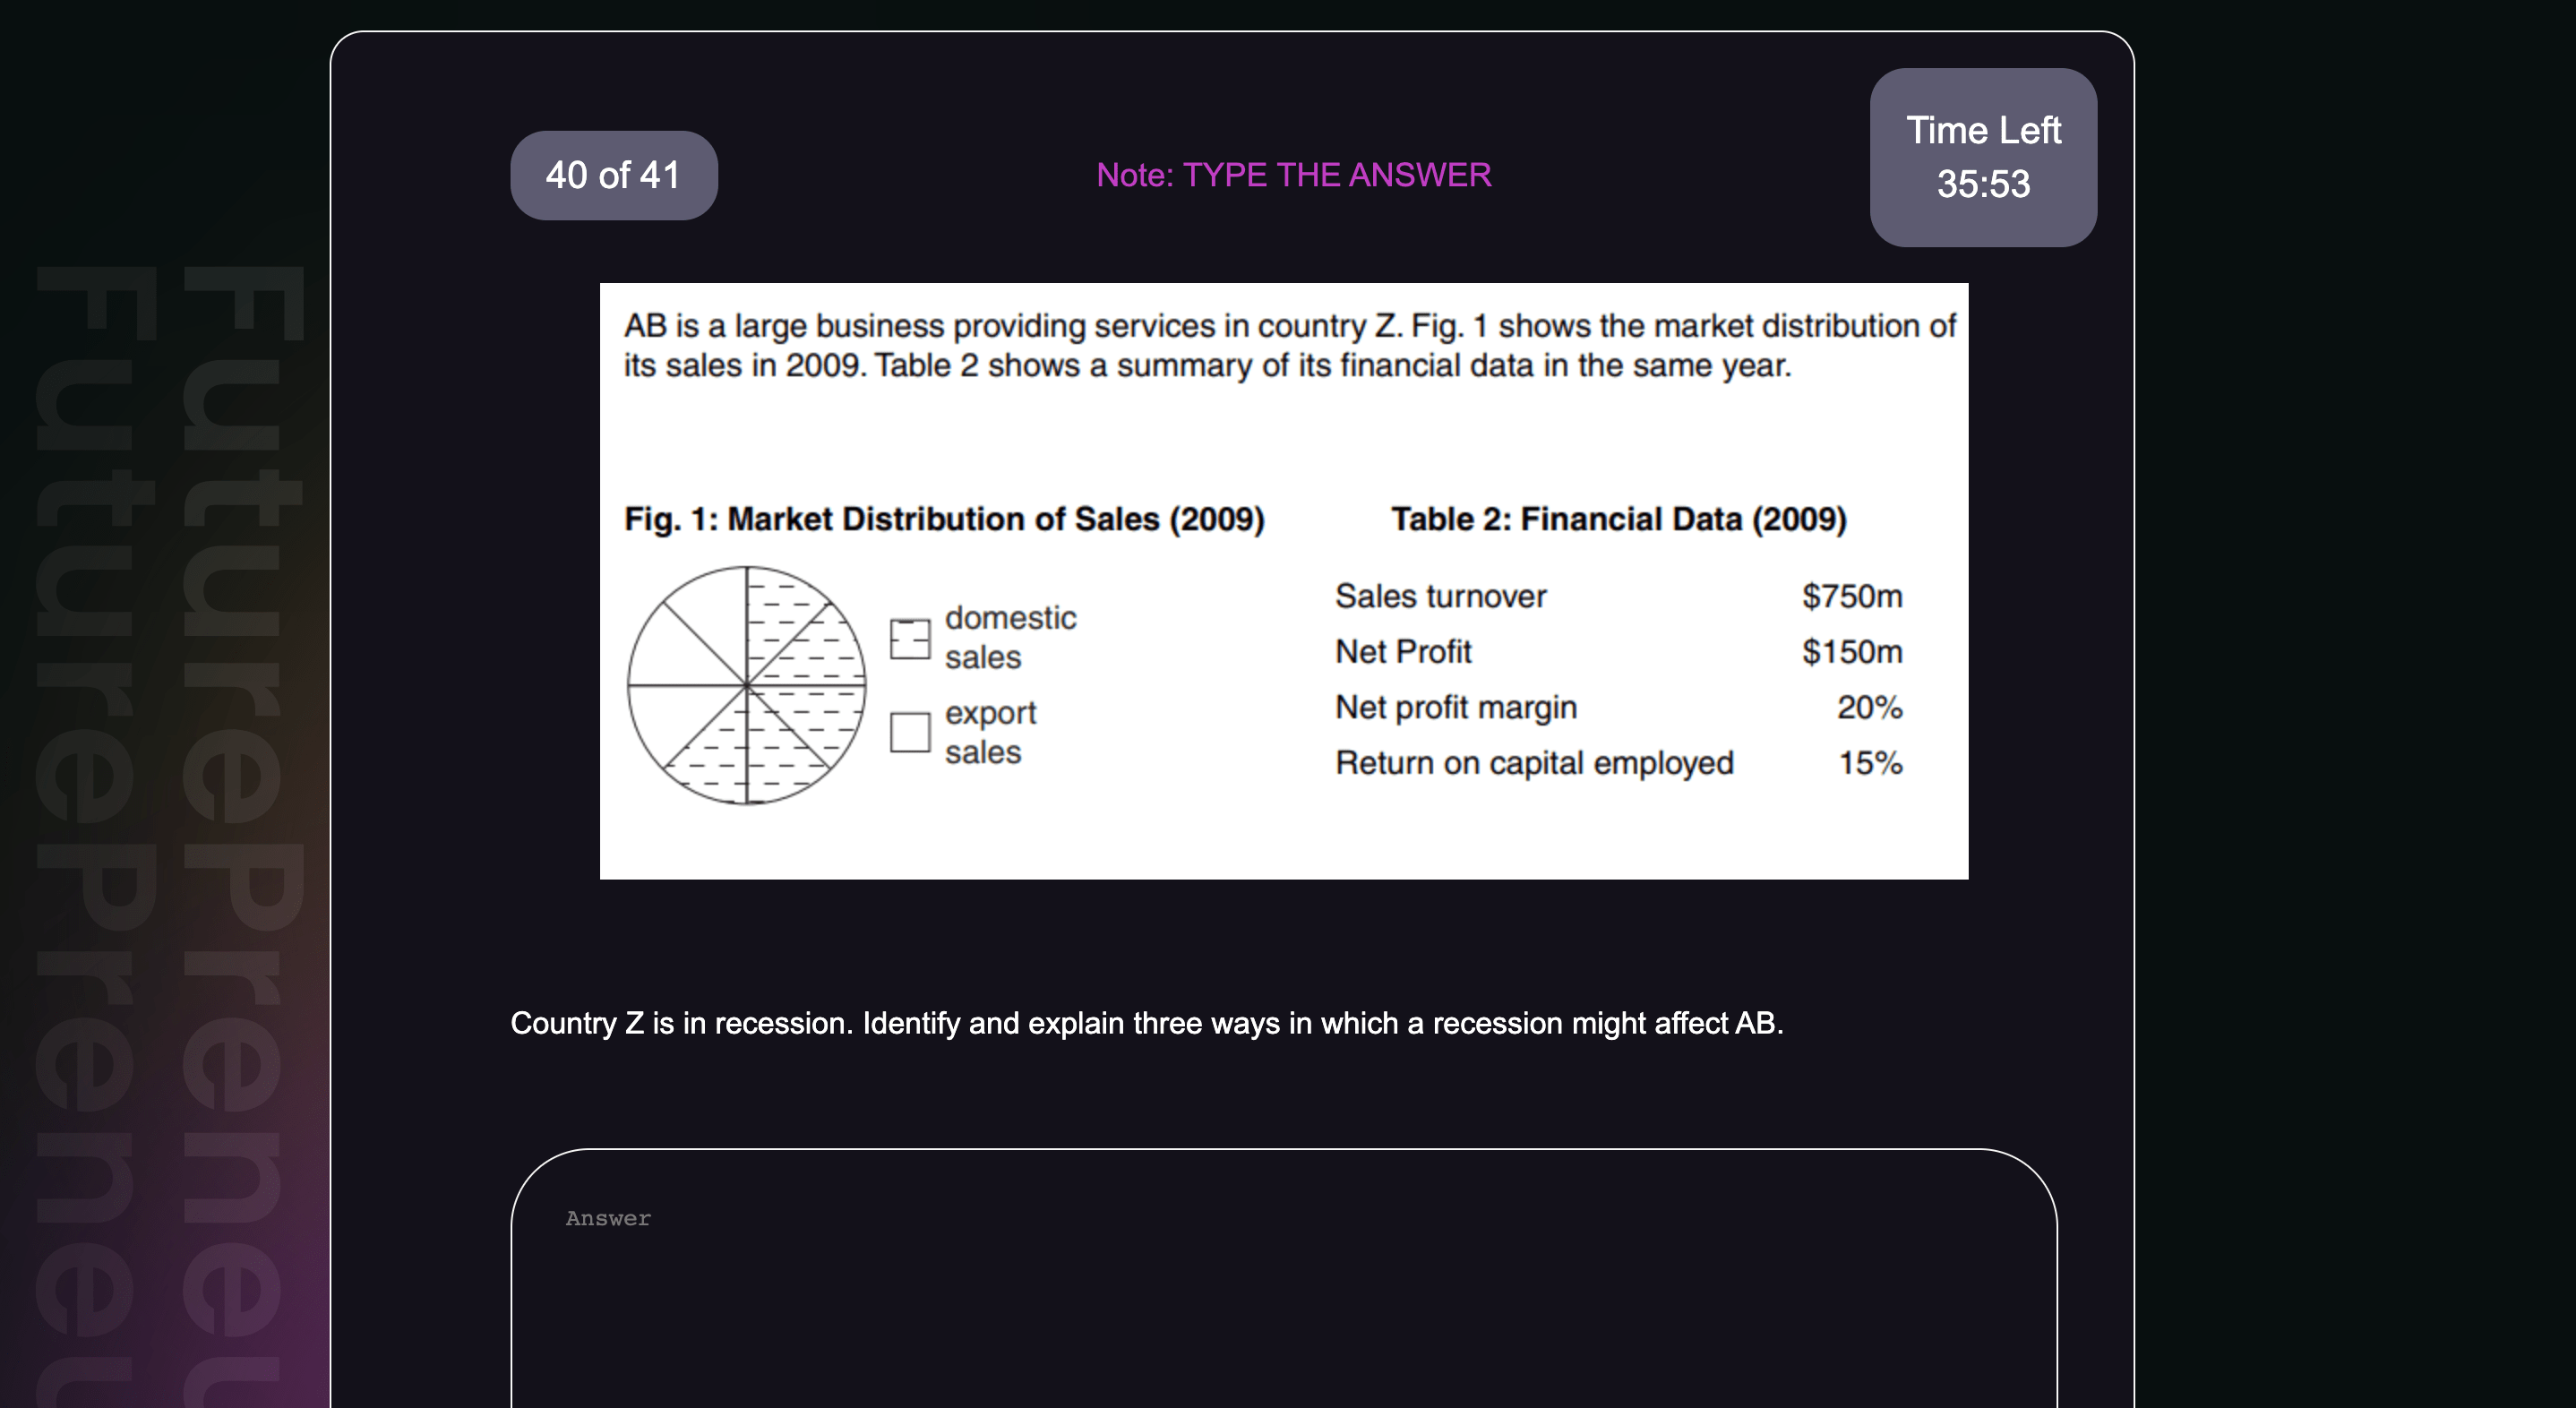 40 of 41
Note: TYPE THE ANSWER
Time Left
35:53
AB is a large business providing services in country Z. Fig. 1 shows the market distribution of
its sales in 2009. Table 2 shows a summary of its financial data in the same year.
Fig. 1: Market Distribution of Sales (2009)
domestic
sales
export
sales
Table 2: Financial Data (2009)
Sales turnover $750m
Net Profit $150m
Net profit margin 20%
Return on capital employed 15%
Country Z is in recession. Identify and explain three ways in which a recession might affect AB.
Answer
FuturePreneu
FuturePreneu